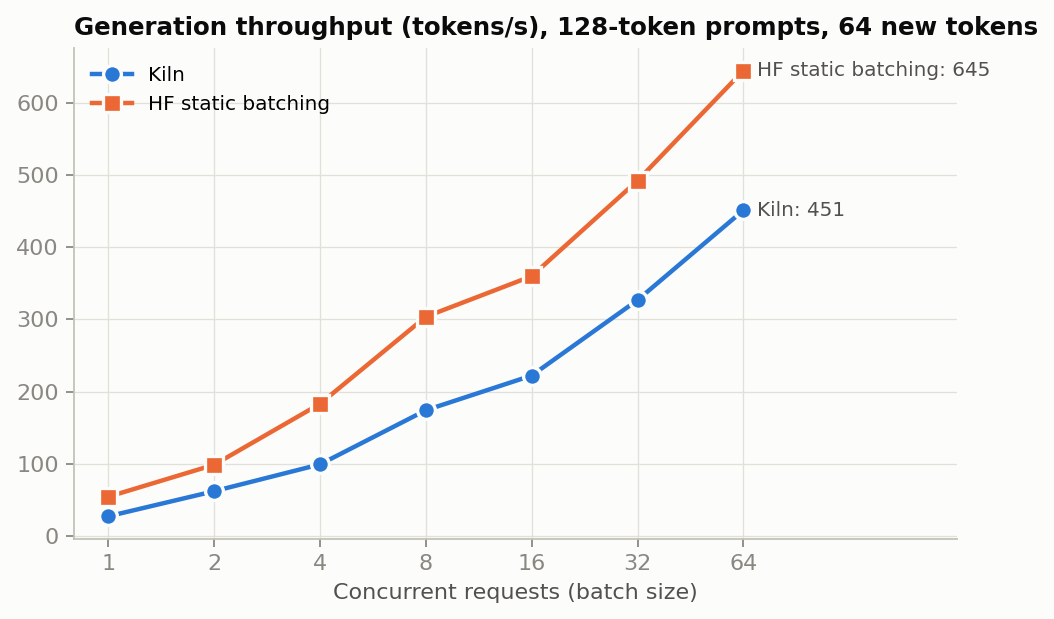 Generation throughput (tokens/s), 128-token prompts, 64 new tokens
Kiln
HF static batching
HF static batching: 645
Kiln: 451
600
500
400
300
200
100
0
1 2 4 8 16 32 64
Concurrent requests (batch size)